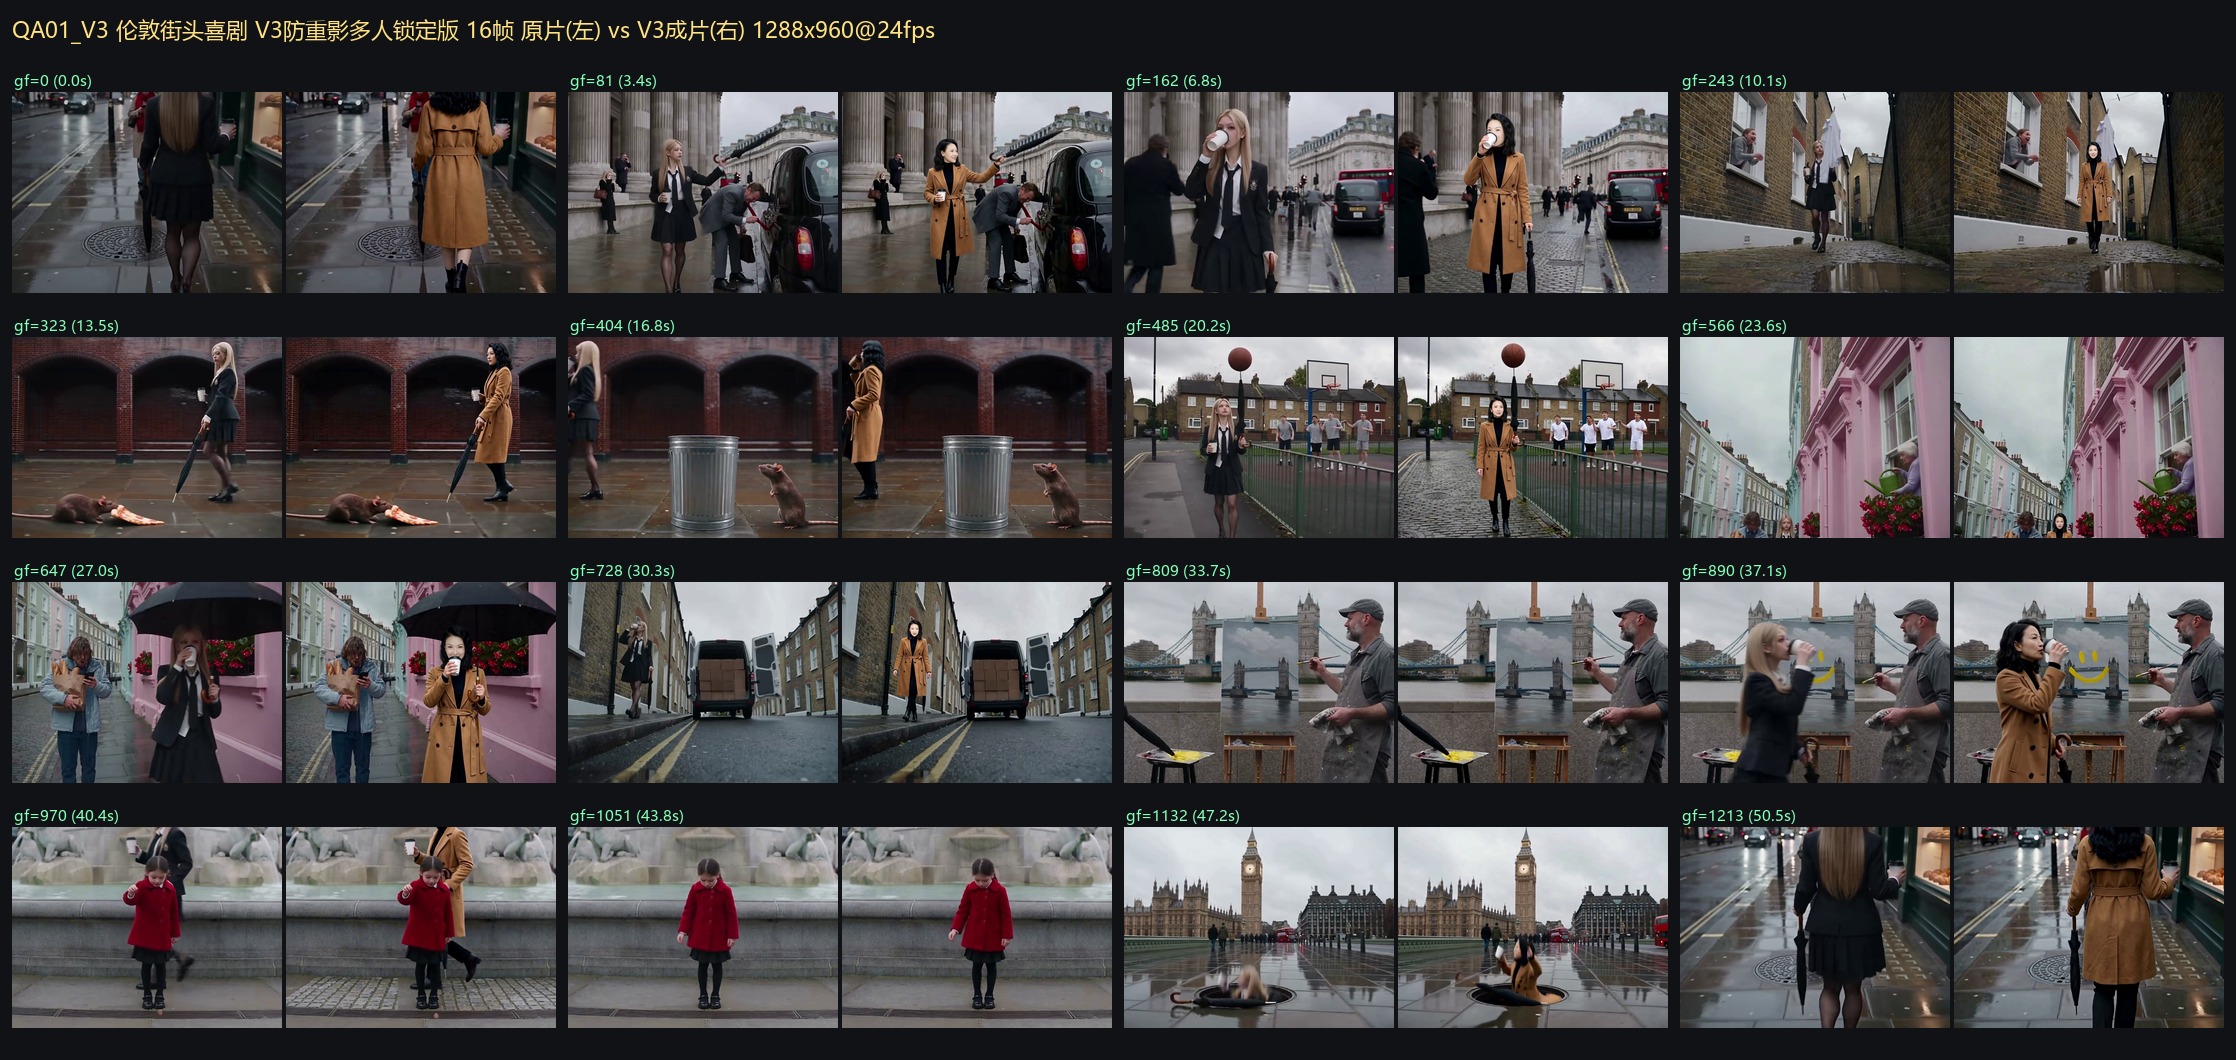 QA01_V3 伦敦街头喜剧 V3防重影多人锁定版 16帧 原片(左) vs V3成片(右) 1288x960@24fps
gf=0 (0.0s)
gf=81 (3.4s)
gf=162 (6.8s)
gf=243 (10.1s)
gf=323 (13.5s)
gf=404 (16.8s)
gf=485 (20.2s)
gf=566 (23.6s)
gf=647 (27.0s)
gf=728 (30.3s)
gf=809 (33.7s)
gf=890 (37.1s)
gf=970 (40.4s)
gf=1051 (43.8s)
gf=1132 (47.2s)
gf=1213 (50.5s)